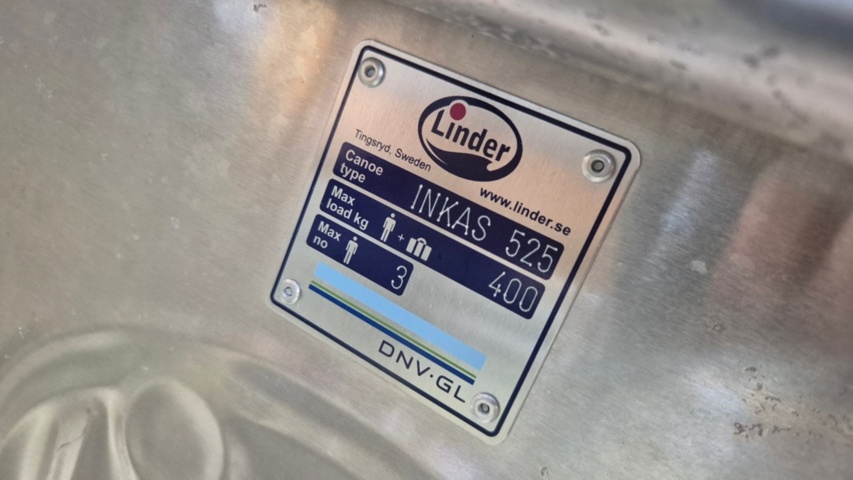 Linder
Tingsryd, Sweden
www.linder.se
Canoe
type
INKAS 525
Max
load kg
+
400
Max
no
3
DNV·GL